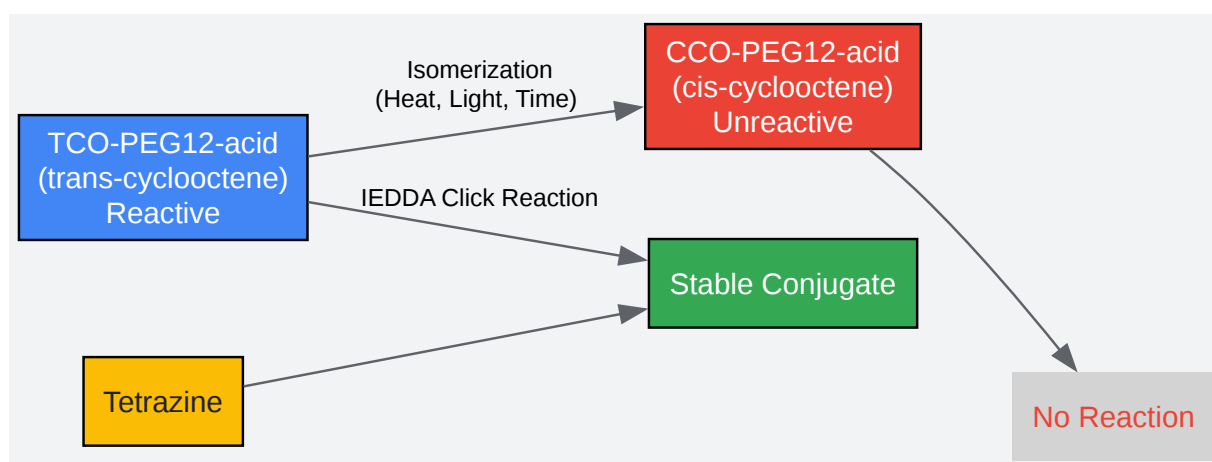 TCO-PEG12-acid
(trans-cyclooctene)
Reactive
Isomerization
(Heat, Light, Time)
CCO-PEG12-acid
(cis-cyclooctene)
Unreactive
IEDDA Click Reaction
Stable Conjugate
Tetrazine
No Reaction